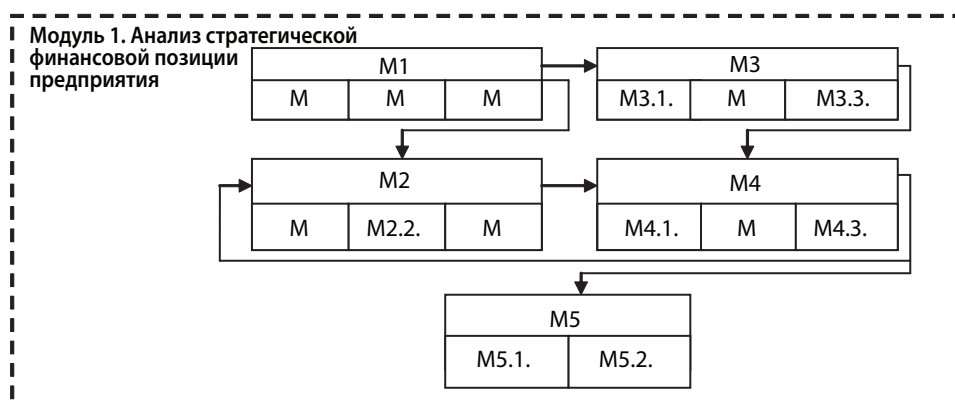 Модуль 1. Анализ стратегической
финансовой позиции
предприятия
М1
М М М
М3
М3.1. М М3.3.
М2
М М2.2. М
М4
М4.1. М М4.3.
М5
М5.1. М5.2.